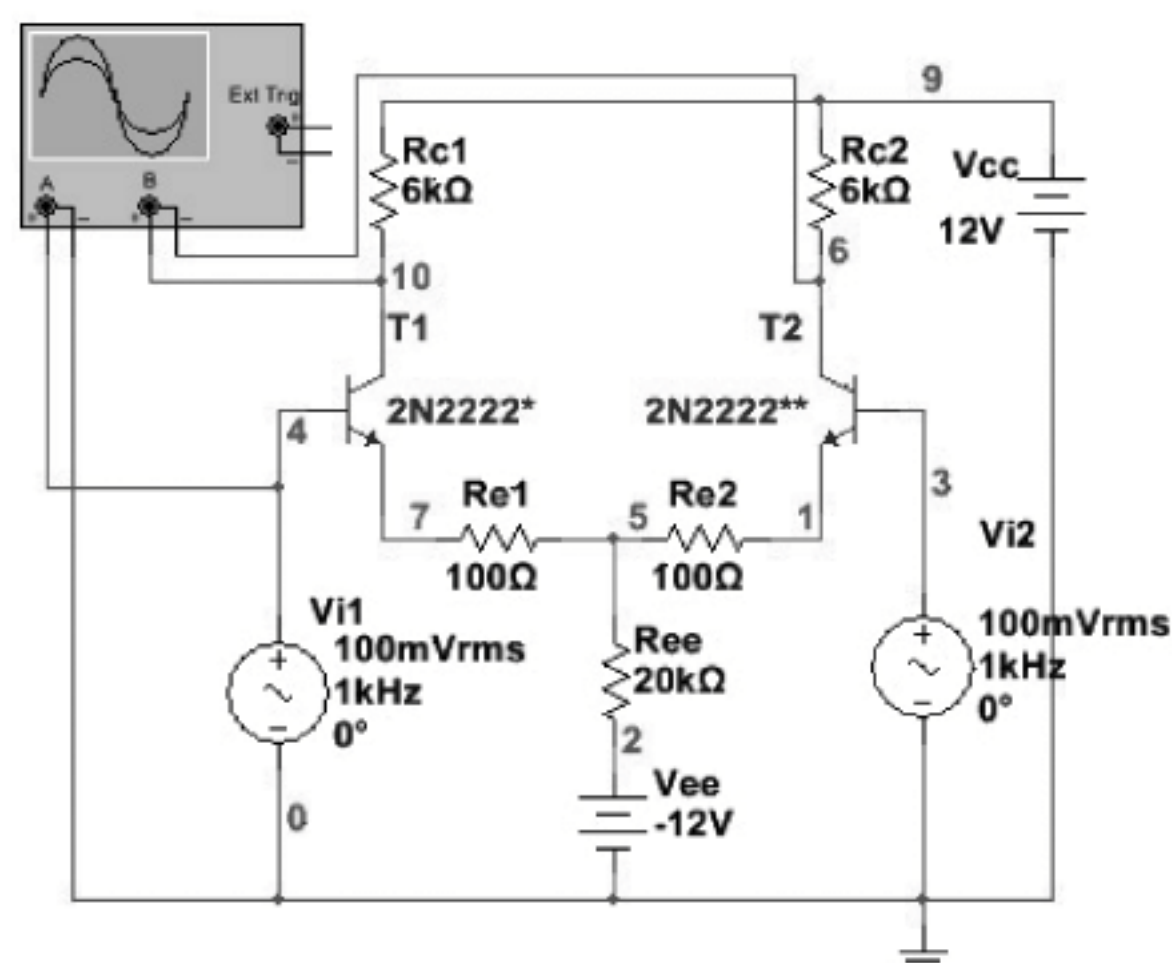 9
Ext Trig
+
-
Rc1
6kΩ
Rc2
6kΩ
Vcc
12V
A
B
+
-
+
-
6
10
T1
T2
2N2222*
2N2222**
4
3
7
Re1
100Ω
5
Re2
100Ω
1
Vi2
Vi1
100mVrms
1kHz
0°
+
-
Ree
20kΩ
100mVrms
1kHz
0°
+
-
2
Vee
-12V
0